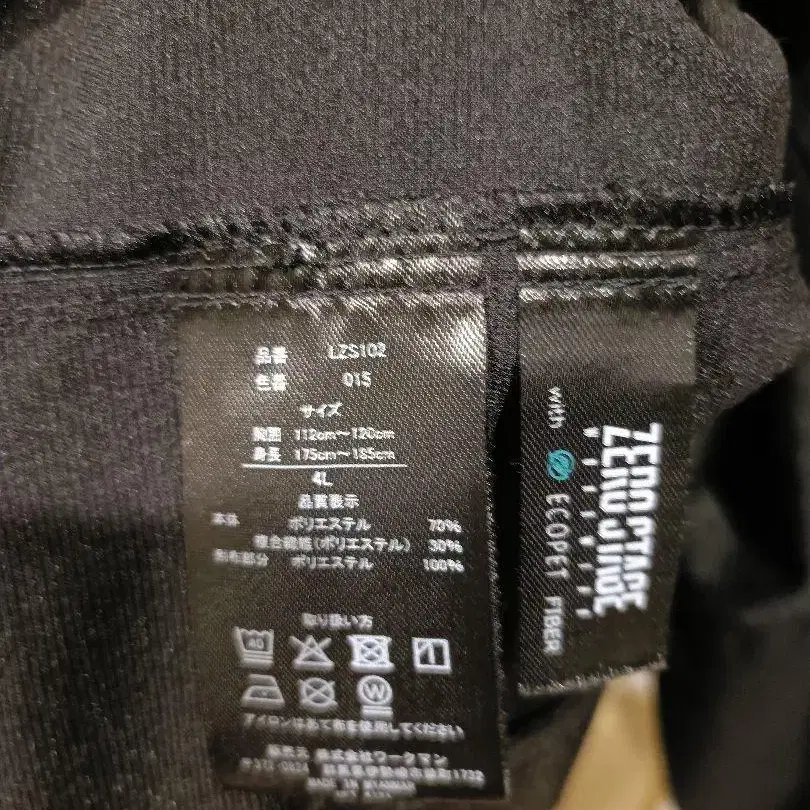 品番 LZS102
色番 015
サイズ
胸囲 112cm～120cm
身長 175cm～185cm
4L
品質表示
本体 ポリエステル 70%
複合繊維(ポリエステル) 30%
ポリエステル 100%
取り扱い方
40
W
アイロンはあて布を使用してください
販売元 株式会社ワークマン
1732
with ECOPET FIBER
ZERO STAGE